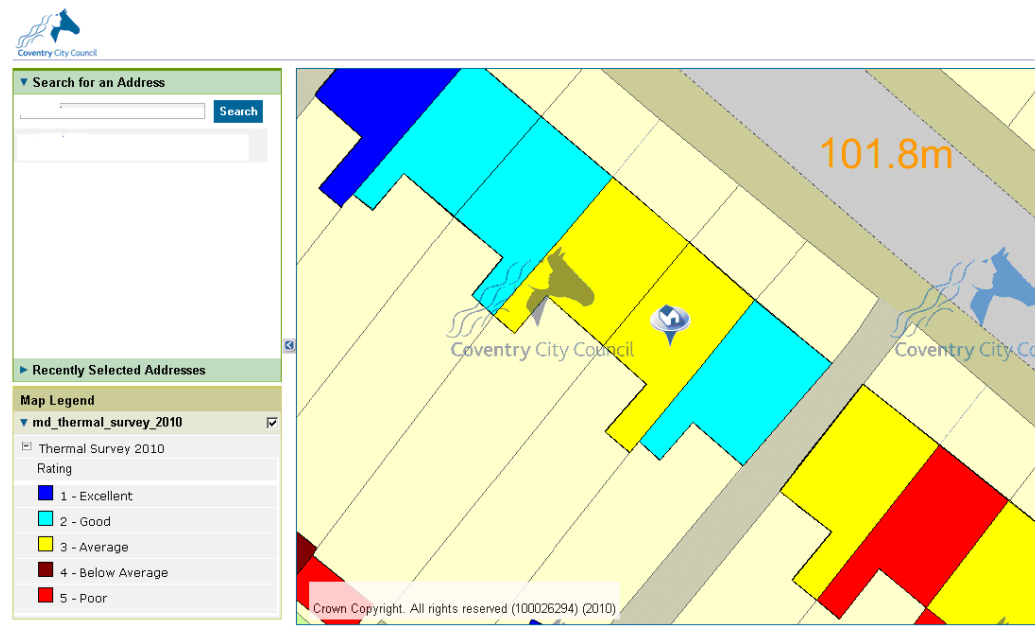 Coventry City Council
Search for an Address
Search
Recently Selected Addresses
Map Legend
md_thermal_survey_2010
Thermal Survey 2010
Rating
1 - Excellent
2 - Good
3 - Average
4 - Below Average
5 - Poor
101.8m
Coventry City Council
Coventry City Co
Crown Copyright. All rights reserved (100026294) (2010)